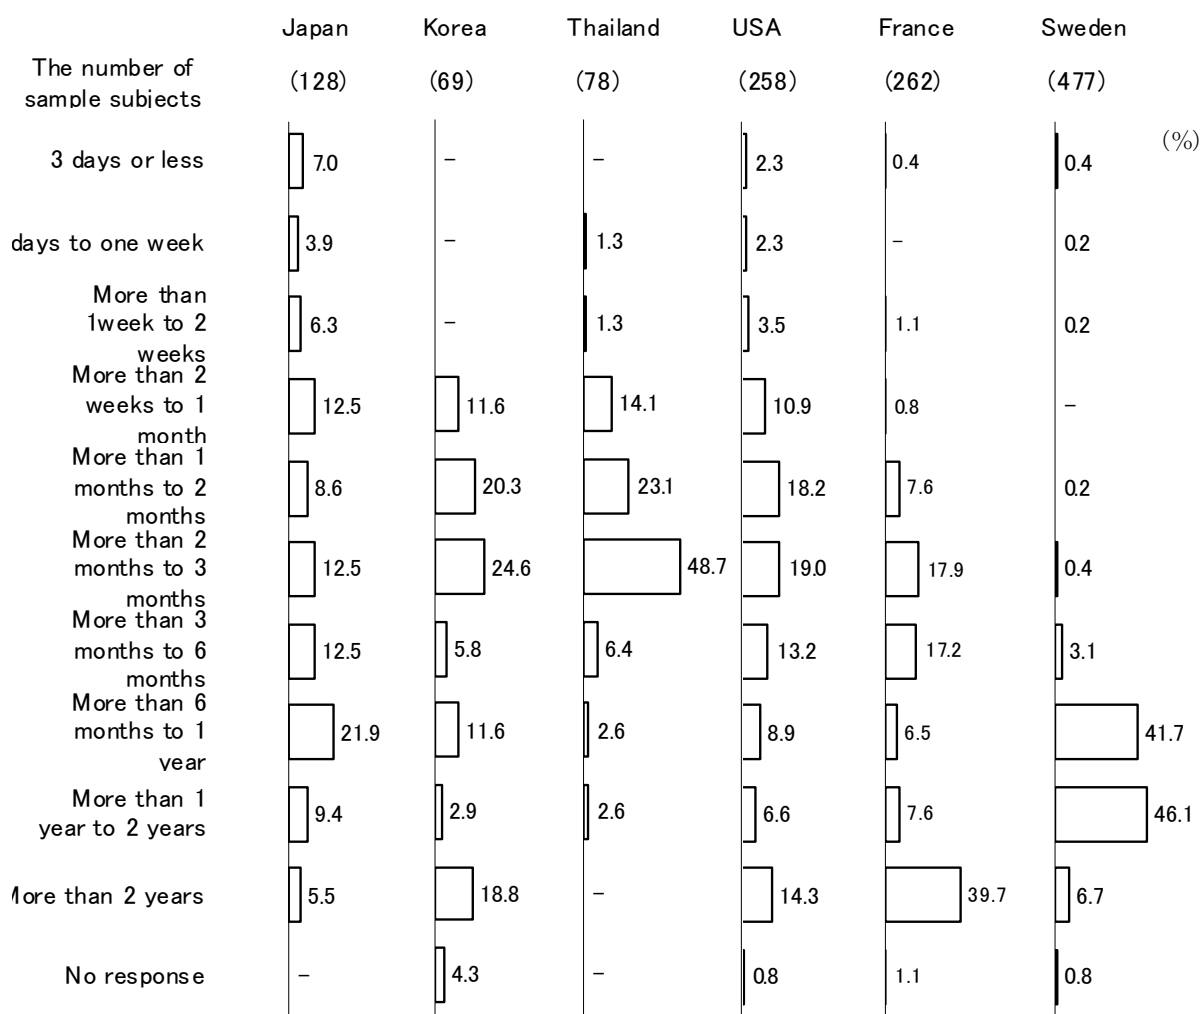 Japan Korea Thailand USA France Sweden
The number of
sample subjects
(128) (69) (78) (258) (262) (477)
(%)
3 days or less 7.0 - - 2.3 0.4 0.4
days to one week 3.9 - 1.3 2.3 - 0.2
More than
1week to 2
weeks
6.3 - 1.3 3.5 1.1 0.2
More than 2
weeks to 1
month
12.5 11.6 14.1 10.9 0.8 -
More than 1
months to 2
months
8.6 20.3 23.1 18.2 7.6 0.2
More than 2
months to 3
months
12.5 24.6 48.7 19.0 17.9 0.4
More than 3
months to 6
months
12.5 5.8 6.4 13.2 17.2 3.1
More than 6
months to 1
year
21.9 11.6 2.6 8.9 6.5 41.7
More than 1
year to 2 years
9.4 2.9 2.6 6.6 7.6 46.1
More than 2 years 5.5 18.8 - 14.3 39.7 6.7
No response - 4.3 - 0.8 1.1 0.8